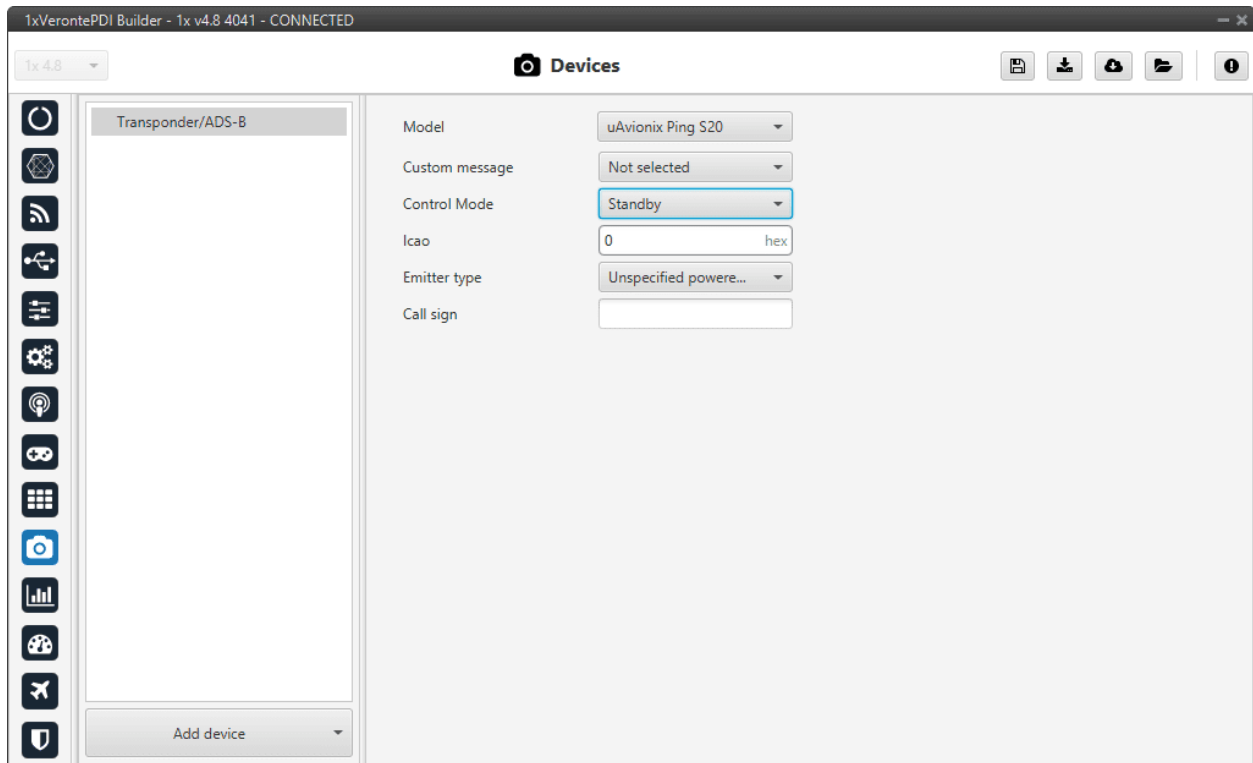 1xVerontePDI Builder - 1x v4.8 4041 - CONNECTED
1x 4.8
Devices
Transponder/ADS-B
Model
uAvionix Ping S20
Custom message
Not selected
Control Mode
Standby
Icao
0
hex
Emitter type
Unspecified powere...
Call sign
Add device